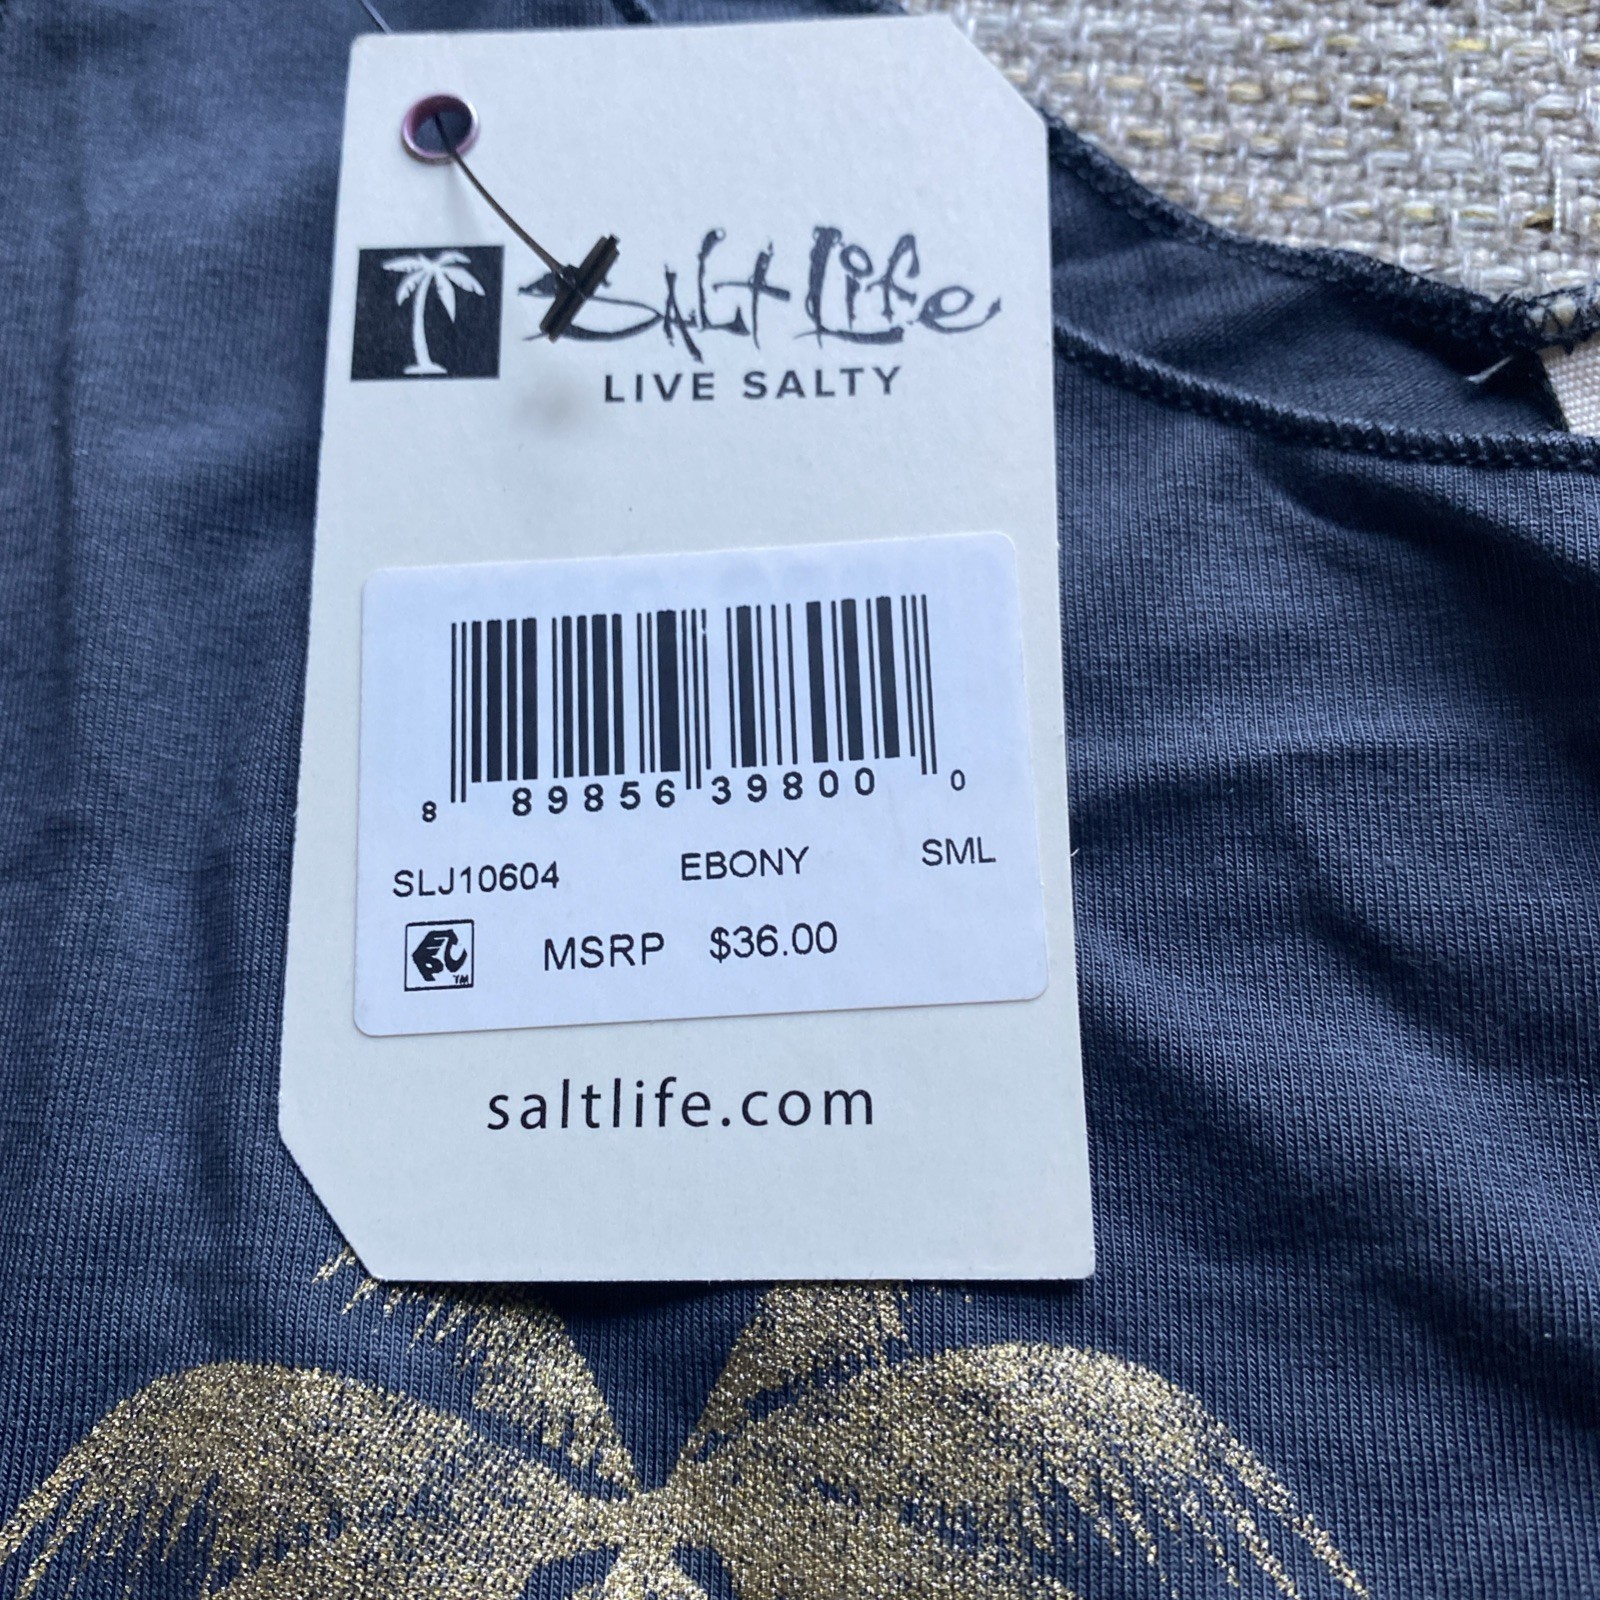 Salt Life
LIVE SALTY
8 89856 39800 0
SLJ10604 EBONY SML
MSRP $36.00
saltlife.com